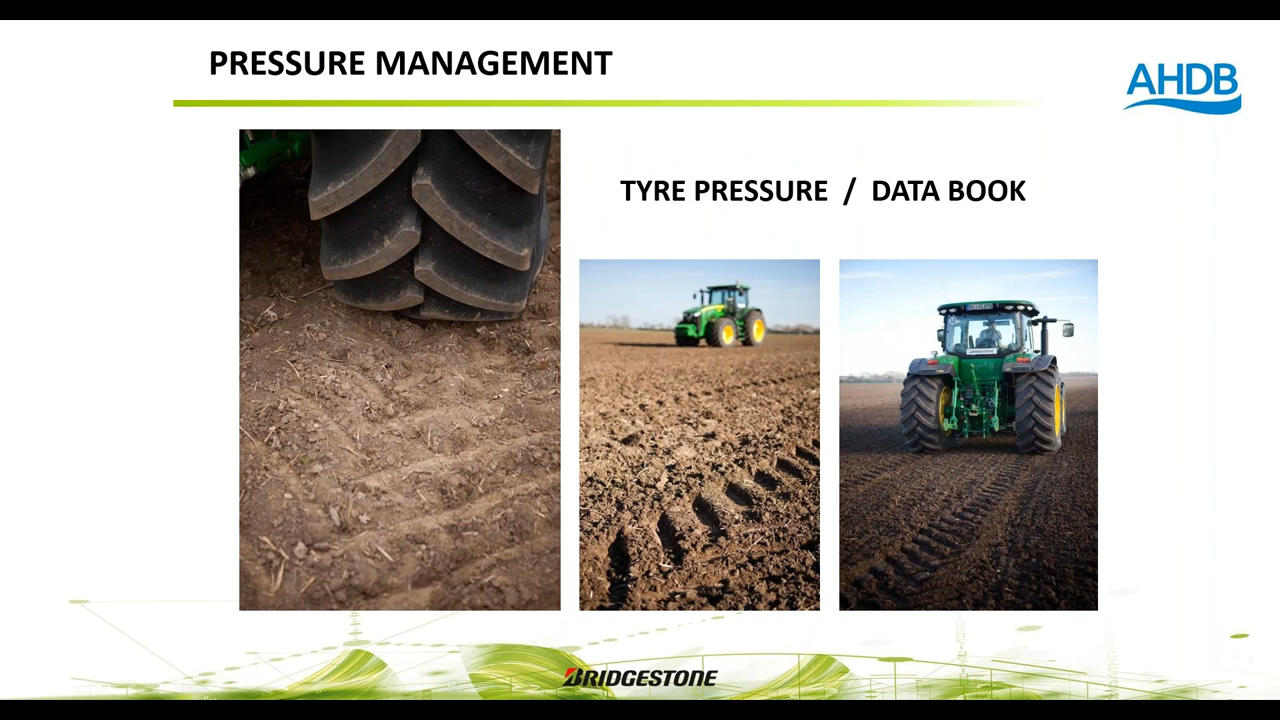 PRESSURE MANAGEMENT
AHDB
TYRE PRESSURE / DATA BOOK
BRIDGESTONE